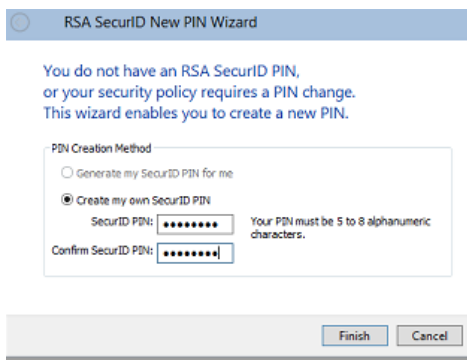 RSA SecurID New PIN Wizard
You do not have an RSA SecurID PIN,
or your security policy requires a PIN change.
This wizard enables you to create a new PIN.
PIN Creation Method
Generate my SecurID PIN for me
Create my own SecurID PIN
SecurID PIN: ●●●●●●●● Your PIN must be 5 to 8 alphanumeric
characters.
Confirm SecurID PIN: ●●●●●●●●
Finish Cancel